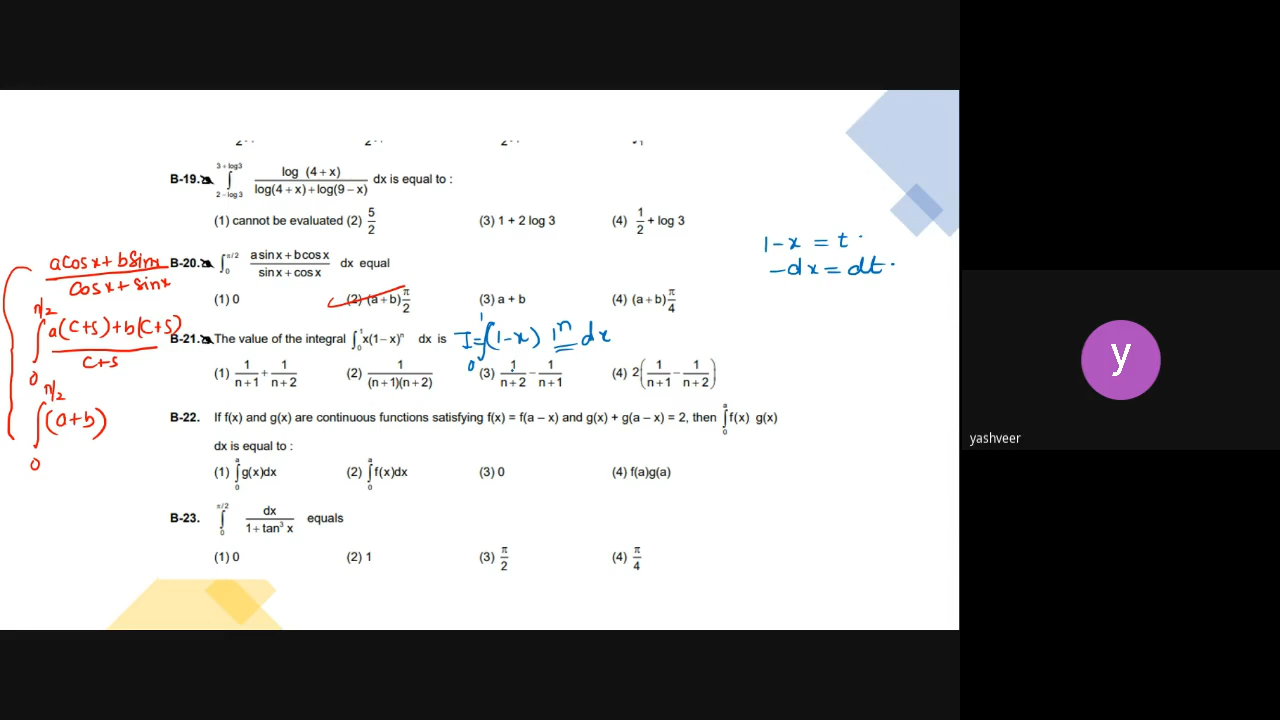 B-19. ∫_{2 – log 3}^{3 + log3} log (4 + x) / log(4 + x) + log(9 – x) dx is equal to :
(1) cannot be evaluated (2) 5/2 (3) 1 + 2 log 3 (4) 1/2 + log 3
1-x = t
-dx = dt
B-20. ∫_0^{π/2} a sin x + b cos x / sin x + cos x dx equal
(1) 0 (2) (a + b) π/2 (3) a + b (4) (a + b) π/4
a cos x + b sin x / cos x + sin x
∫_0^{π/2} a(C+S) + b(C+S) / C+S
∫_0^{π/2} (a+b)
B-21. The value of the integral ∫_0^1 x(1 – x)^n dx is
I = ∫_0^1 (1-x) 1^n dx
(1) 1/n+1 + 1/n+2 (2) 1/(n+1)(n+2) (3) 1/n+2 – 1/n+1 (4) 2(1/n+1 – 1/n+2)
B-22. If f(x) and g(x) are continuous functions satisfying f(x) = f(a – x) and g(x) + g(a – x) = 2, then ∫_0^a f(x) g(x)
dx is equal to :
(1) ∫_0^a g(x)dx (2) ∫_0^a f(x)dx (3) 0 (4) f(a)g(a)
B-23. ∫_0^{π/2} dx / 1 + tan³ x equals
(1) 0 (2) 1 (3) π/2 (4) π/4
y
yashveer